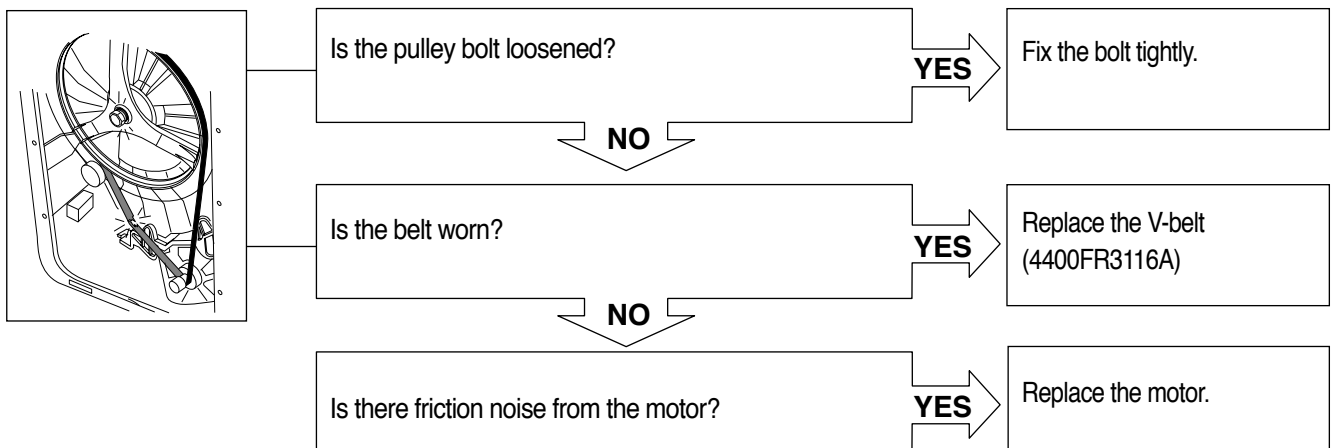 Is the pulley bolt loosened?
YES
Fix the bolt tightly.
NO
Is the belt worn?
YES
Replace the V-belt
(4400FR3116A)
NO
Is there friction noise from the motor?
YES
Replace the motor.